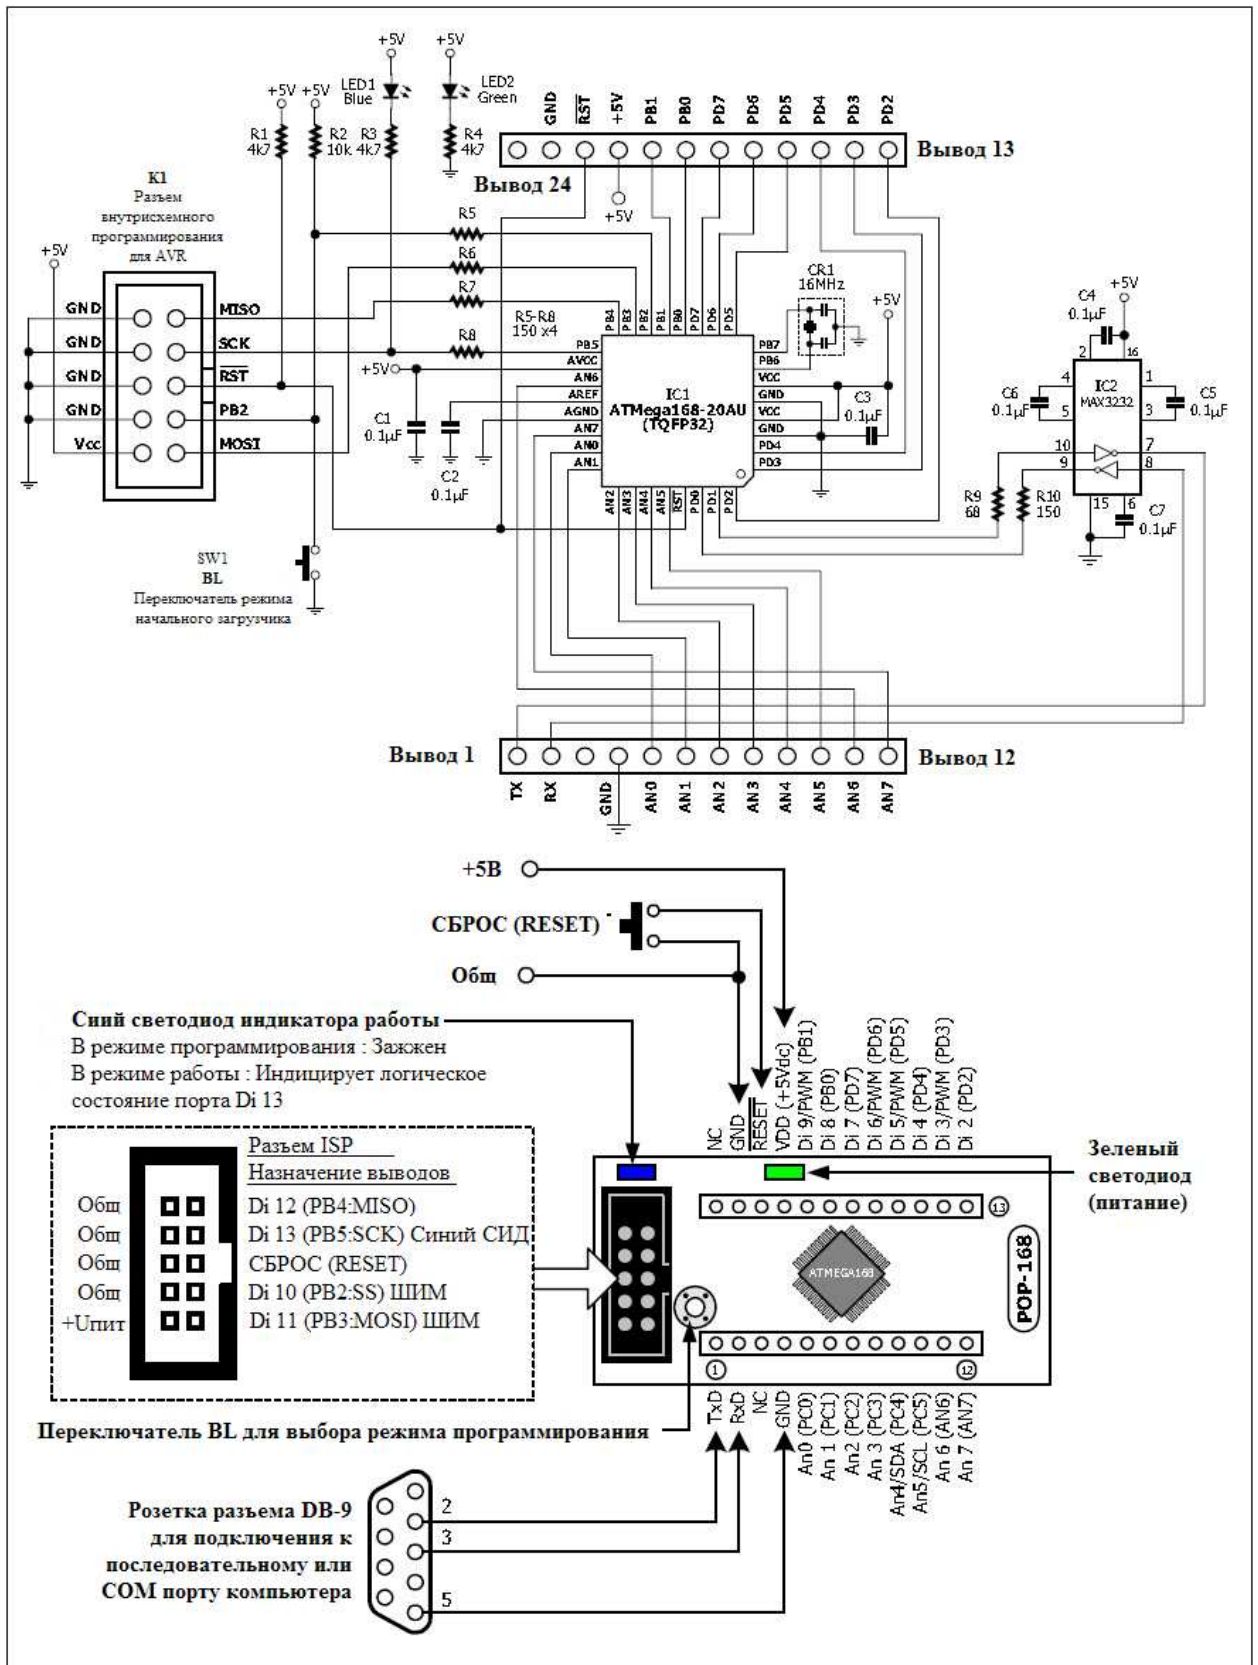 +5V
+5V
+5V
+5V
LED1
Blue
LED2
Green
R1
4k7
R2
10k
R3
4k7
R4
4k7
GND
RST
+5V
PB1
PB0
PD7
PD6
PD5
PD4
PD3
PD2
Вывод 13
Вывод 24
+5V
K1
Разъем
внутрисхемного
программирования
для AVR
+5V
GND
GND
GND
GND
Vcc
MISO
SCK
RST
PB2
MOSI
R5
R6
R7
R8
R5-R8
150 x4
CR1
16MHz
+5V
PB4
PB3
PB2
PB1
PB0
PD7
PD6
PD5
PB5
AVCC
AN6
AREF
AGND
AN7
AN0
AN1
PB7
PB6
VCC
GND
VCC
GND
PD4
PD3
AN2
AN3
AN4
AN5
RST
PD0
PD1
PD2
IC1
ATMega168-20AU
(TQFP32)
+5V
C1
0.1µF
C2
0.1µF
C3
0.1µF
C4
0.1µF
+5V
2
16
4
5
1
3
10
9
7
8
15
6
IC2
MAX3232
C6
0.1µF
C5
0.1µF
C7
0.1µF
R9
68
R10
150
SW1
BL
Переключатель режима
начального загрузчика
Вывод 1
Вывод 12
TX
RX
GND
AN0
AN1
AN2
AN3
AN4
AN5
AN6
AN7
+5В
СБРОС (RESET)
Общ
Сний светодиод индикатора работы
В режиме программирования : Зажжен
В режиме работы : Индицирует логическое
состояние порта Di 13
NC
GND
RESET
VDD (+5Vdc)
Di 9/PWM (PB1)
Di 8 (PB0)
Di 7 (PD7)
Di 6/PWM (PD6)
Di 5/PWM (PD5)
Di 4 (PD4)
Di 3/PWM (PD3)
Di 2 (PD2)
Зеленый
светодиод
(питание)
Разъем ISP
Назначение выводов
Общ
Di 12 (PB4:MISO)
Общ
Di 13 (PB5:SCK) Синий СИД
Общ
СБРОС (RESET)
Общ
Di 10 (PB2:SS) ШИМ
+Uпит
Di 11 (PB3:MOSI) ШИМ
13
ATMEGA168
POP-168
1
12
TxD
RxD
NC
GND
An0 (PC0)
An 1 (PC1)
An2 (PC2)
An 3 (PC3)
An4/SDA (PC4)
An5/SCL (PC5)
An 6 (AN6)
An 7 (AN7)
Переключатель BL для выбора режима программирования
Розетка разъема DB-9
для подключения к
последовательному или
COM порту компьютера
2
3
5